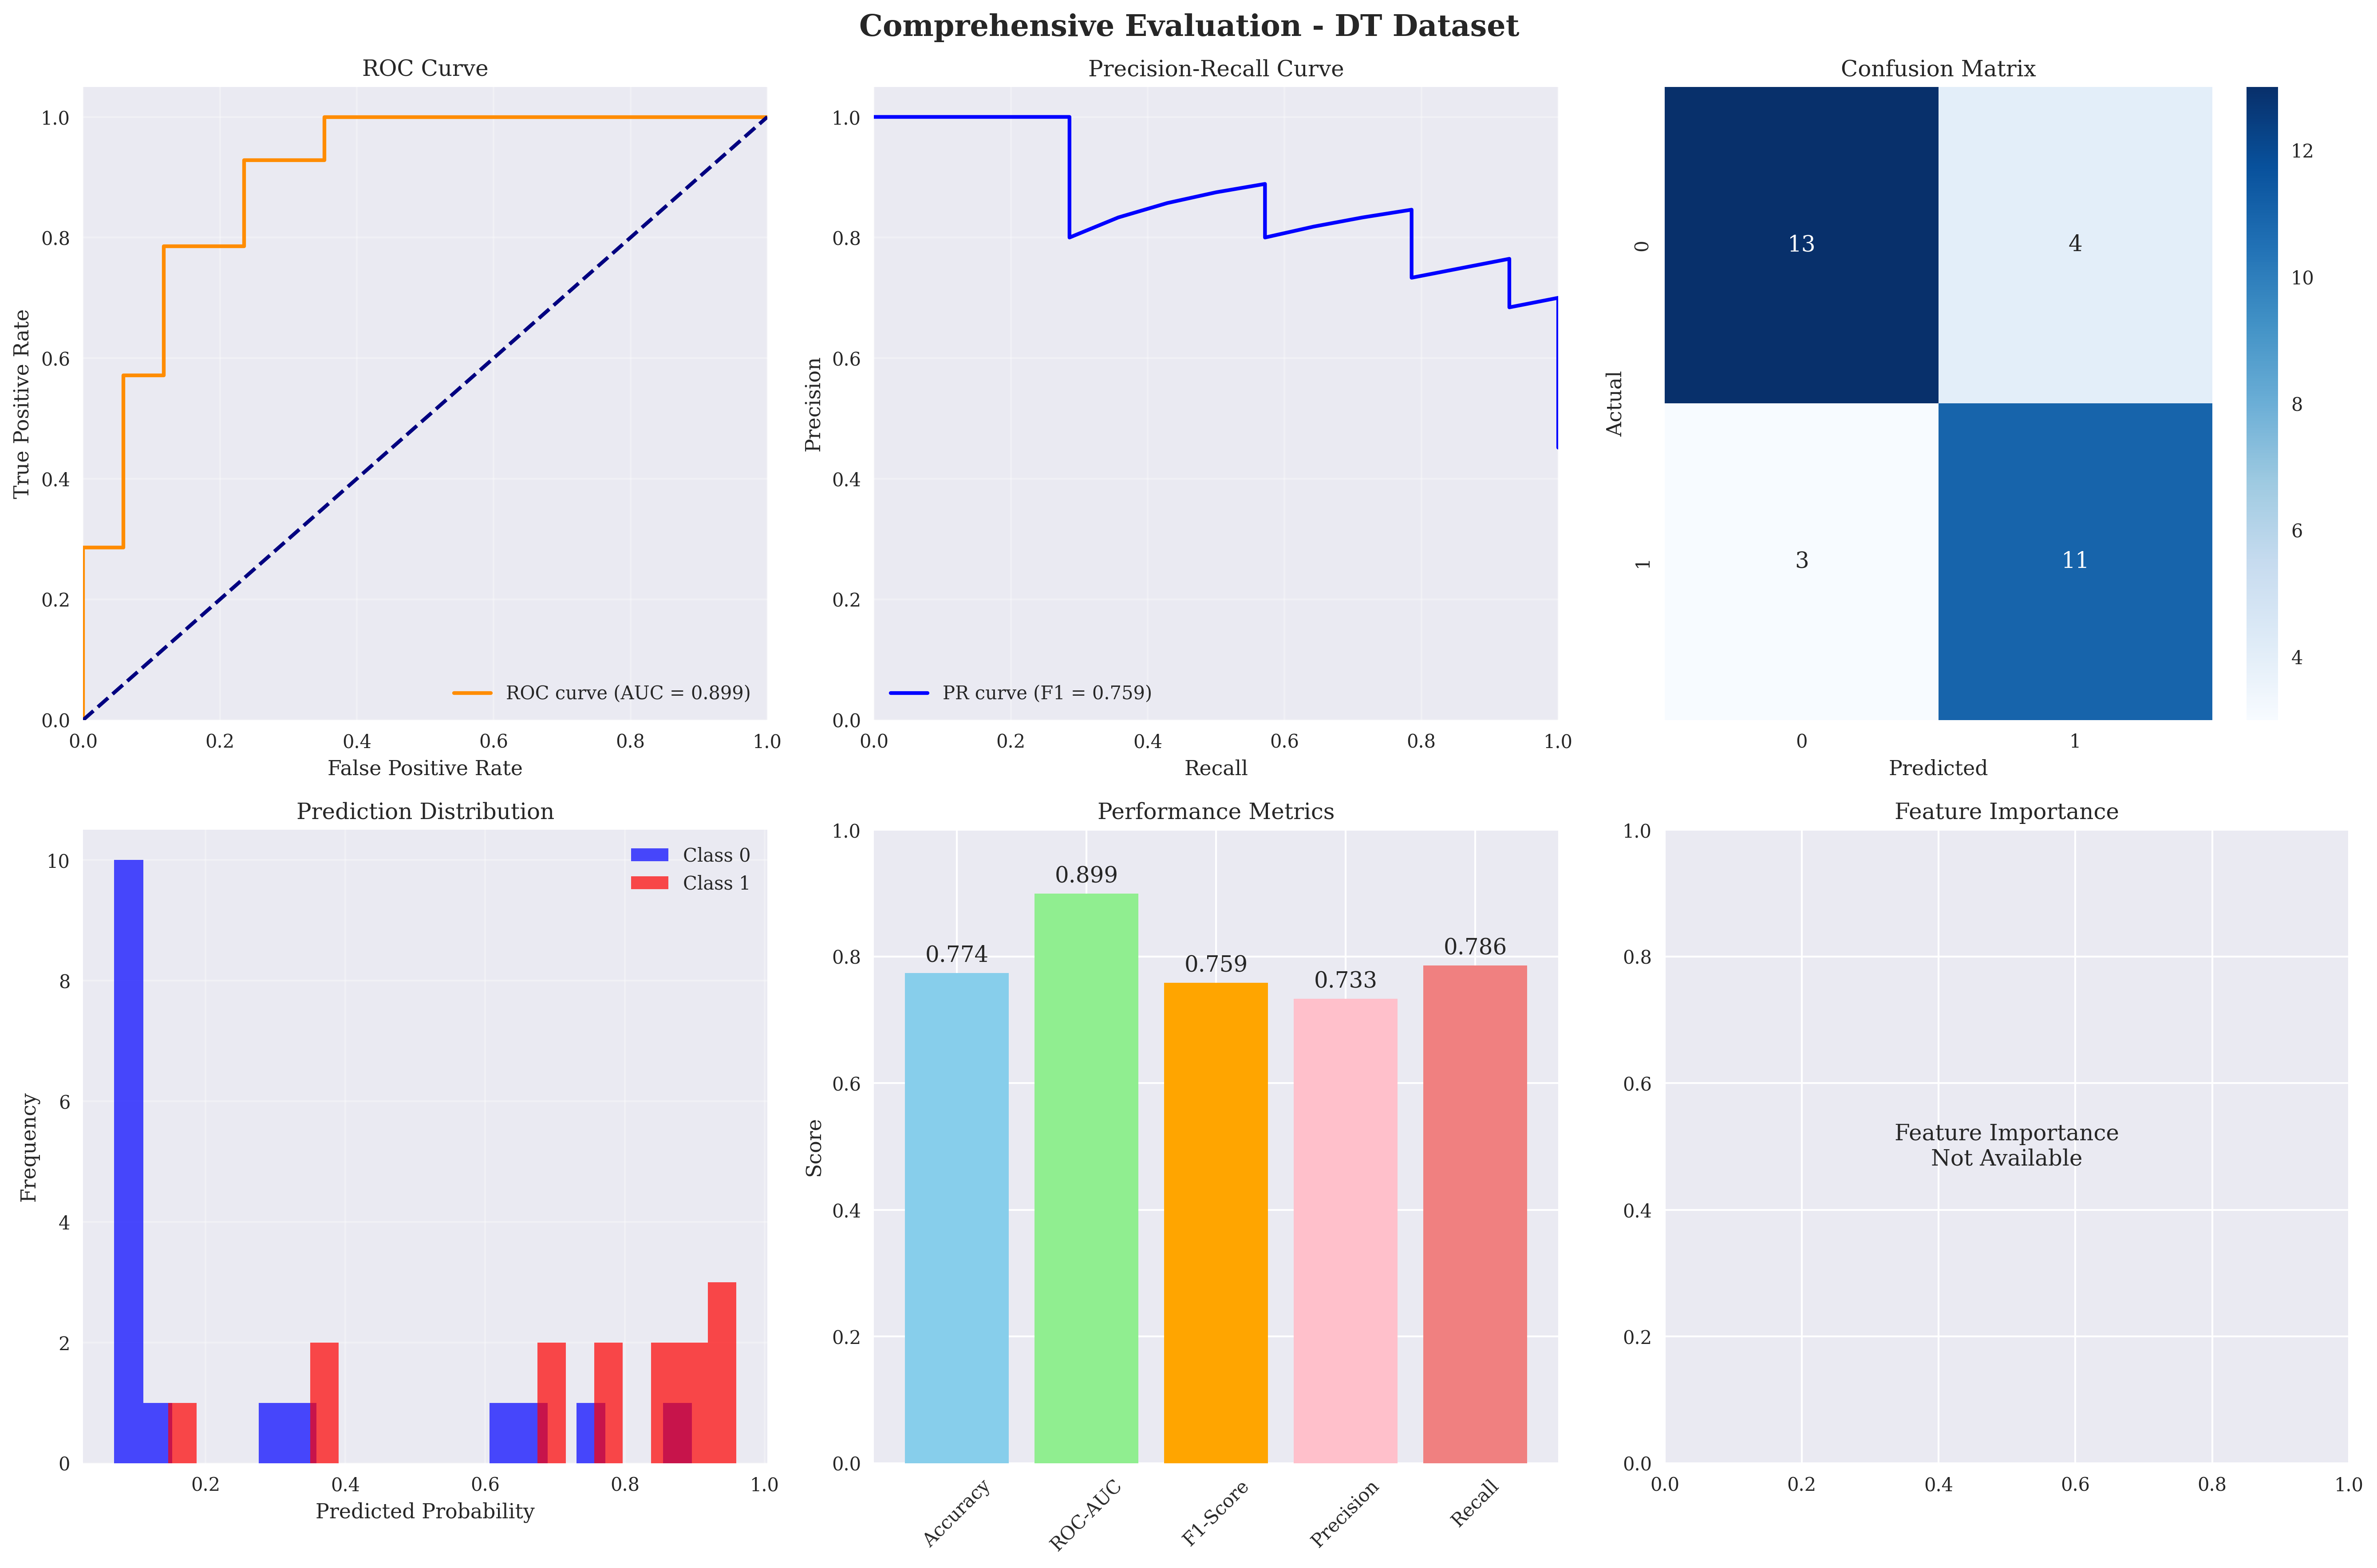 Comprehensive Evaluation - DT Dataset
ROC Curve
True Positive Rate
1.0
0.8
0.6
0.4
0.2
0.0
ROC curve (AUC = 0.899)
0.0 0.2 0.4 0.6 0.8 1.0
False Positive Rate
Precision-Recall Curve
Precision
1.0
0.8
0.6
0.4
0.2
0.0
PR curve (F1 = 0.759)
0.0 0.2 0.4 0.6 0.8 1.0
Recall
Confusion Matrix
Actual
0
1
13 4
3 11
0 1
Predicted
12
10
8
6
4
Prediction Distribution
Frequency
10
8
6
4
2
0
Class 0
Class 1
0.2 0.4 0.6 0.8 1.0
Predicted Probability
Performance Metrics
Score
1.0
0.8
0.6
0.4
0.2
0.0
0.774
0.899
0.759
0.733
0.786
Accuracy
ROC-AUC
F1-Score
Precision
Recall
Feature Importance
1.0
0.8
0.6
0.4
0.2
0.0
Feature Importance
Not Available
0.0 0.2 0.4 0.6 0.8 1.0